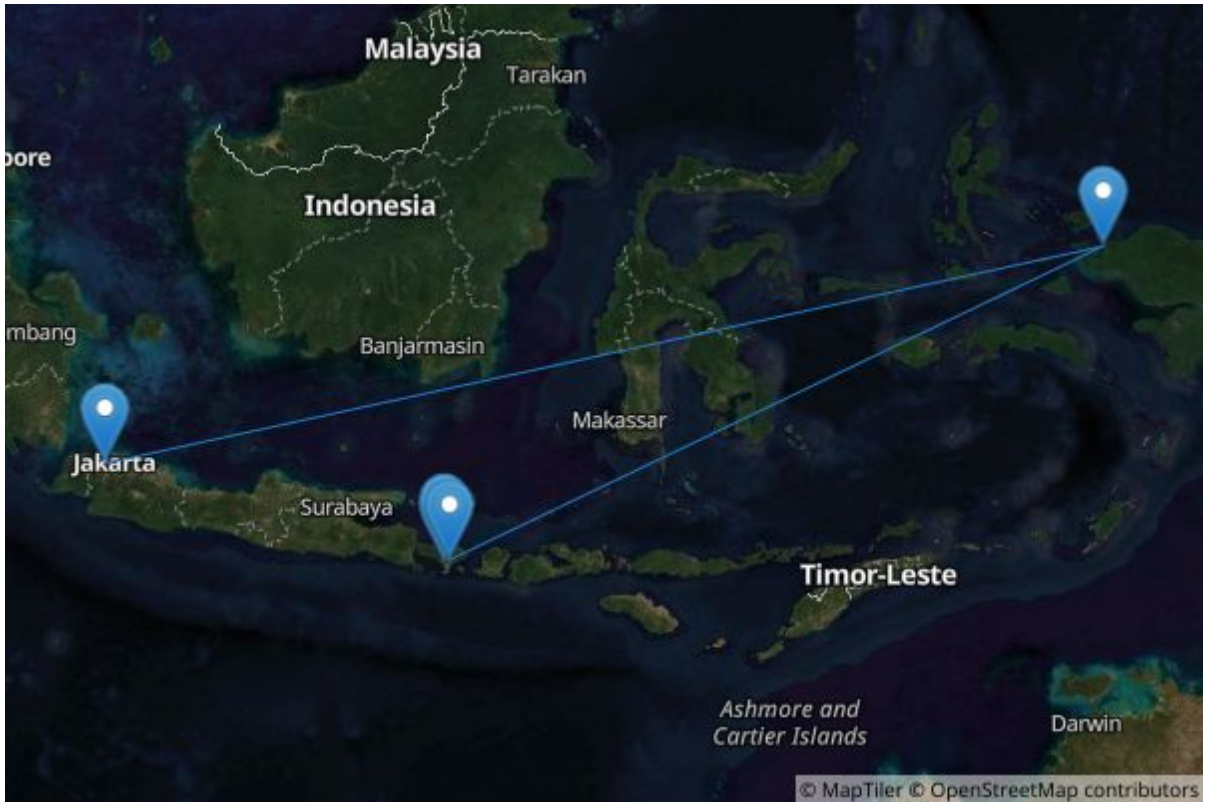 Malaysia
Tarakan
pore
Indonesia
mbang
Banjarmasin
Makassar
Jakarta
Surabaya
Timor-Leste
Ashmore and
Cartier Islands
Darwin
© MapTiler © OpenStreetMap contributors